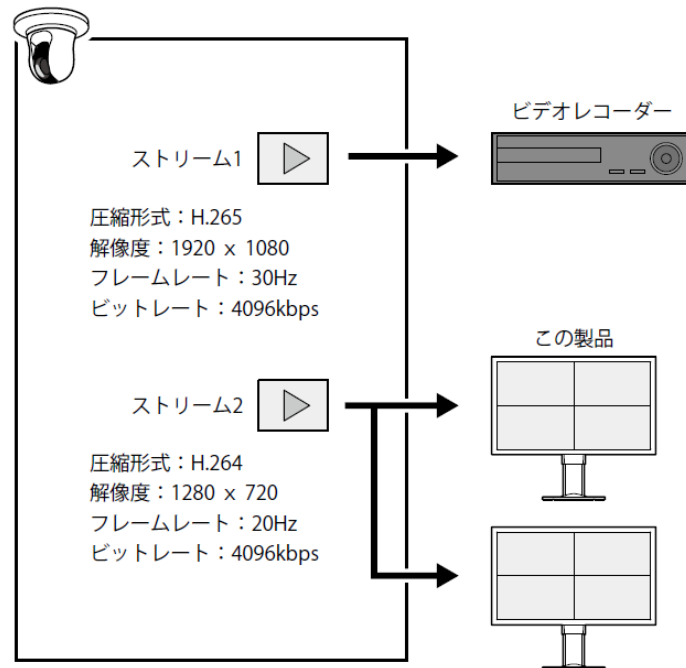 ビデオレコーダー
ストリーム1
圧縮形式：H.265
解像度：1920 x 1080
フレームレート：30Hz
ビットレート：4096kbps
この製品
ストリーム2
圧縮形式：H.264
解像度：1280 x 720
フレームレート：20Hz
ビットレート：4096kbps